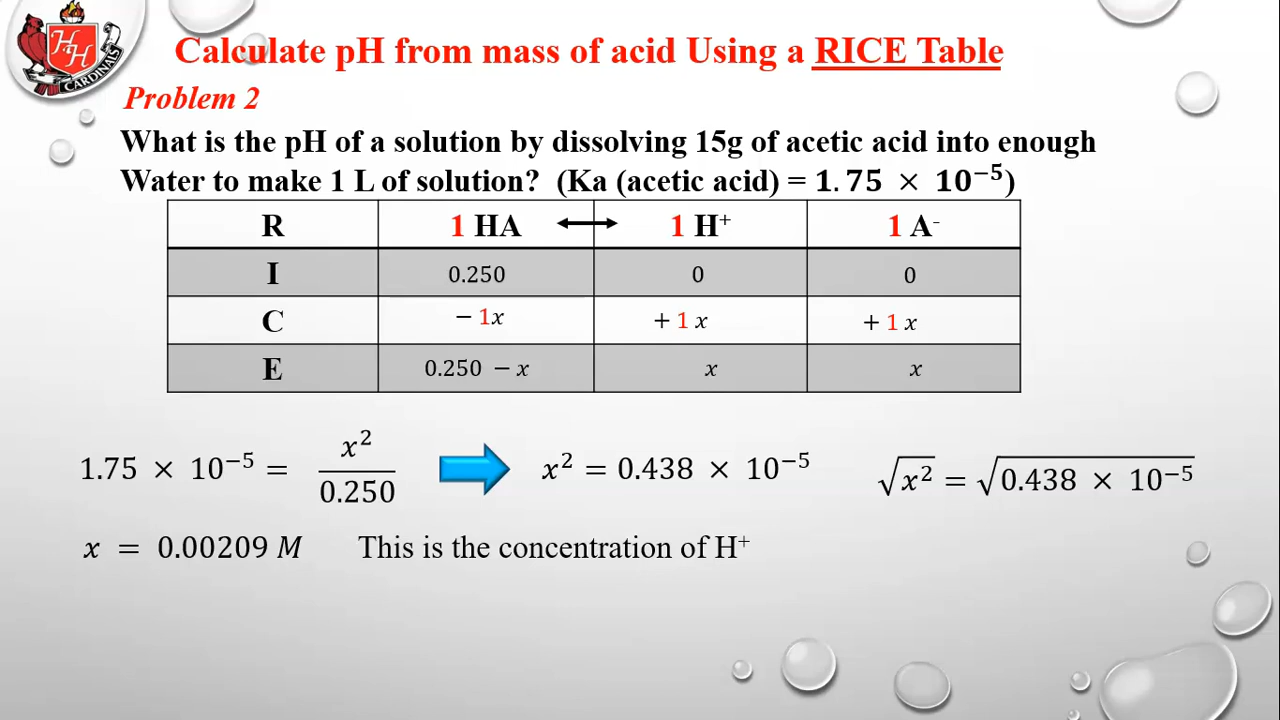 H H
CARDINALS
Calculate pH from mass of acid Using a RICE Table
Problem 2
What is the pH of a solution by dissolving 15g of acetic acid into enough
Water to make 1 L of solution? (Ka (acetic acid) = 1.75 × 10⁻⁵)
R 1 HA ↔ 1 H⁺ 1 A⁻
I 0.250 0 0
C − 1x + 1 x + 1 x
E 0.250 − x x x
1.75 × 10⁻⁵ = x² / 0.250 x² = 0.438 × 10⁻⁵ √x² = √0.438 × 10⁻⁵
x = 0.00209 M This is the concentration of H⁺